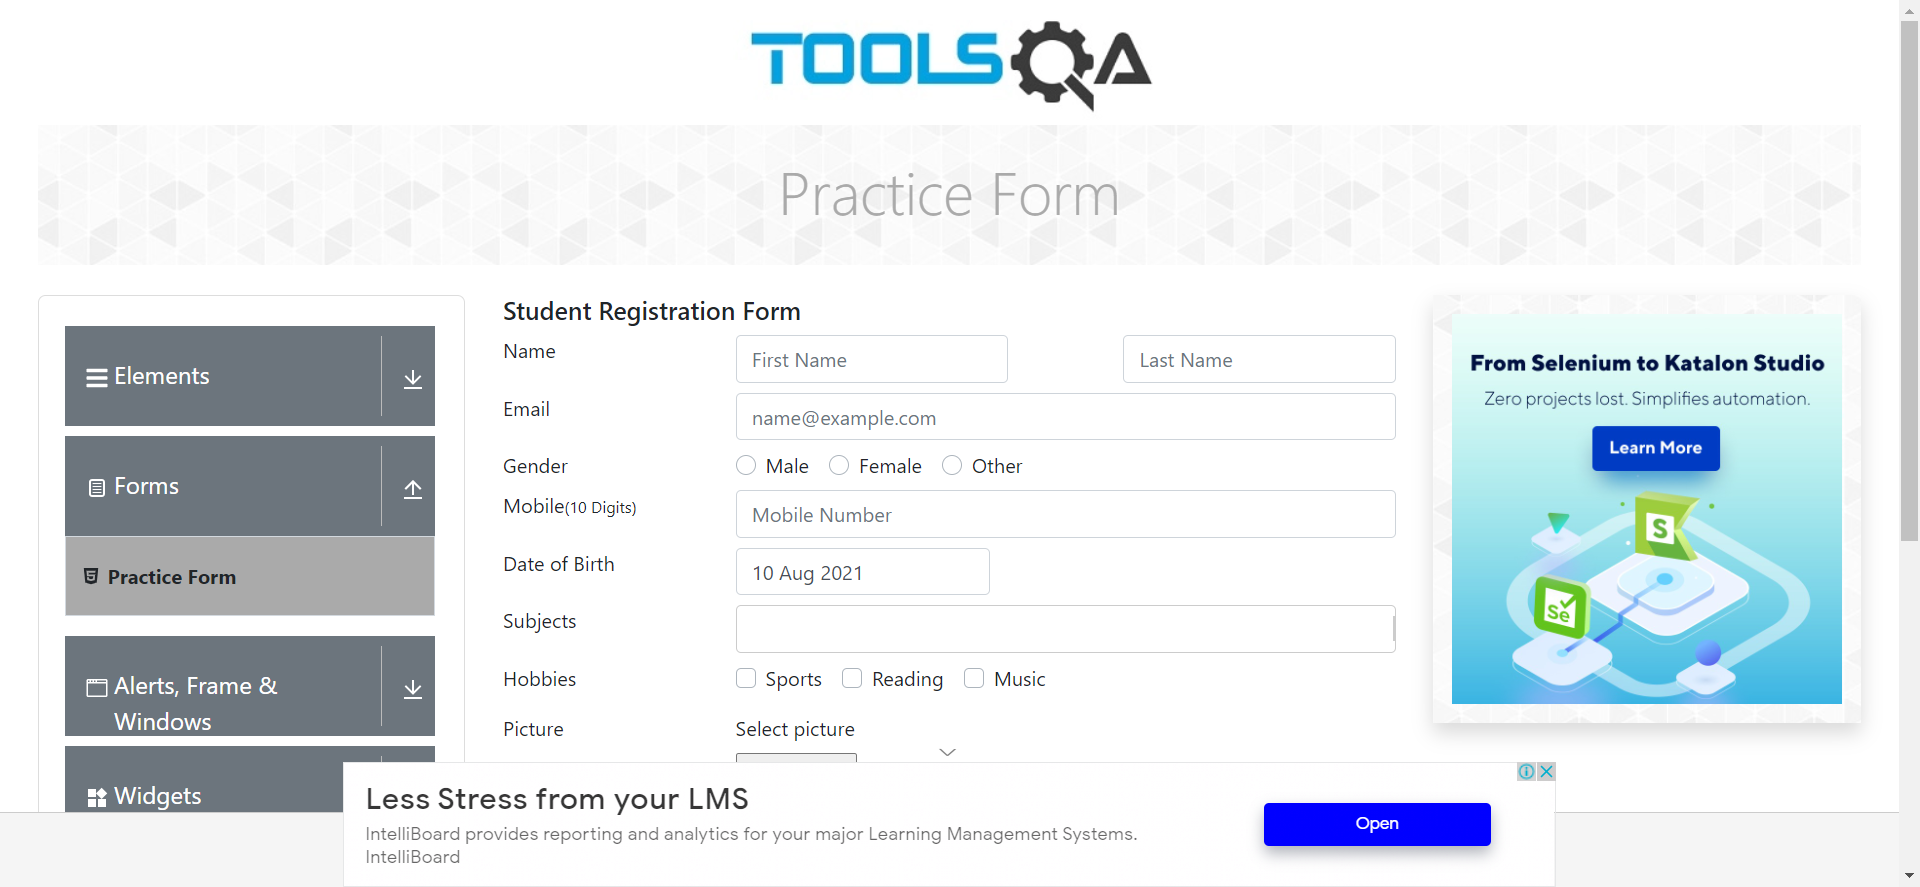 TOOLSQA
Practice Form
Elements
Forms
Practice Form
Alerts, Frame &
Windows
Widgets
Student Registration Form
Name
First Name
Last Name
Email
name@example.com
Gender
Male
Female
Other
Mobile(10 Digits)
Mobile Number
Date of Birth
10 Aug 2021
Subjects
Hobbies
Sports
Reading
Music
Picture
Select picture
From Selenium to Katalon Studio
Zero projects lost. Simplifies automation.
Learn More
S
Se
Less Stress from your LMS
IntelliBoard provides reporting and analytics for your major Learning Management Systems.
IntelliBoard
Open